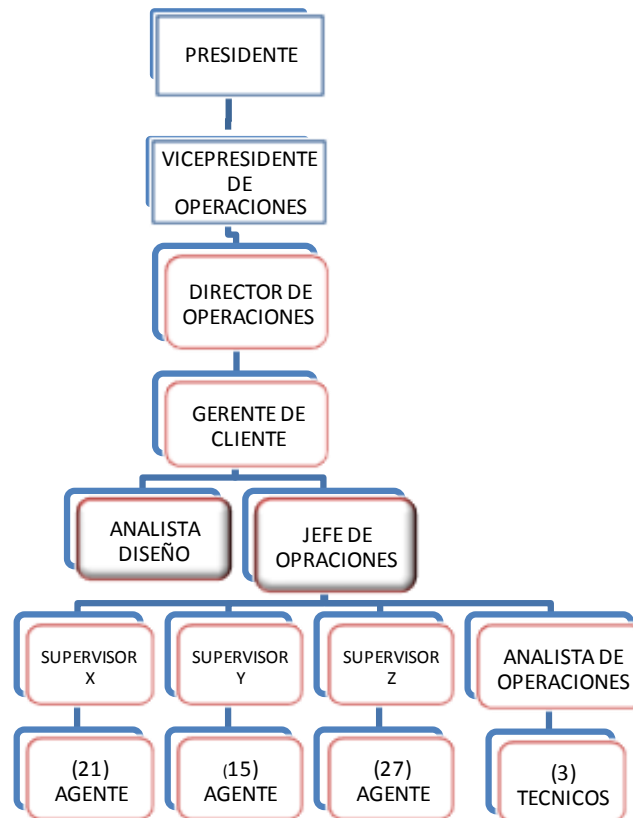 PRESIDENTE
VICEPRESIDENTE
DE
OPERACIONES
DIRECTOR DE
OPERACIONES
GERENTE DE
CLIENTE
ANALISTA
DISEÑO
JEFE DE
OPRACIONES
SUPERVISOR
X
SUPERVISOR
Y
SUPERVISOR
Z
ANALISTA DE
OPERACIONES
(21)
AGENTE
(15)
AGENTE
(27)
AGENTE
(3)
TECNICOS